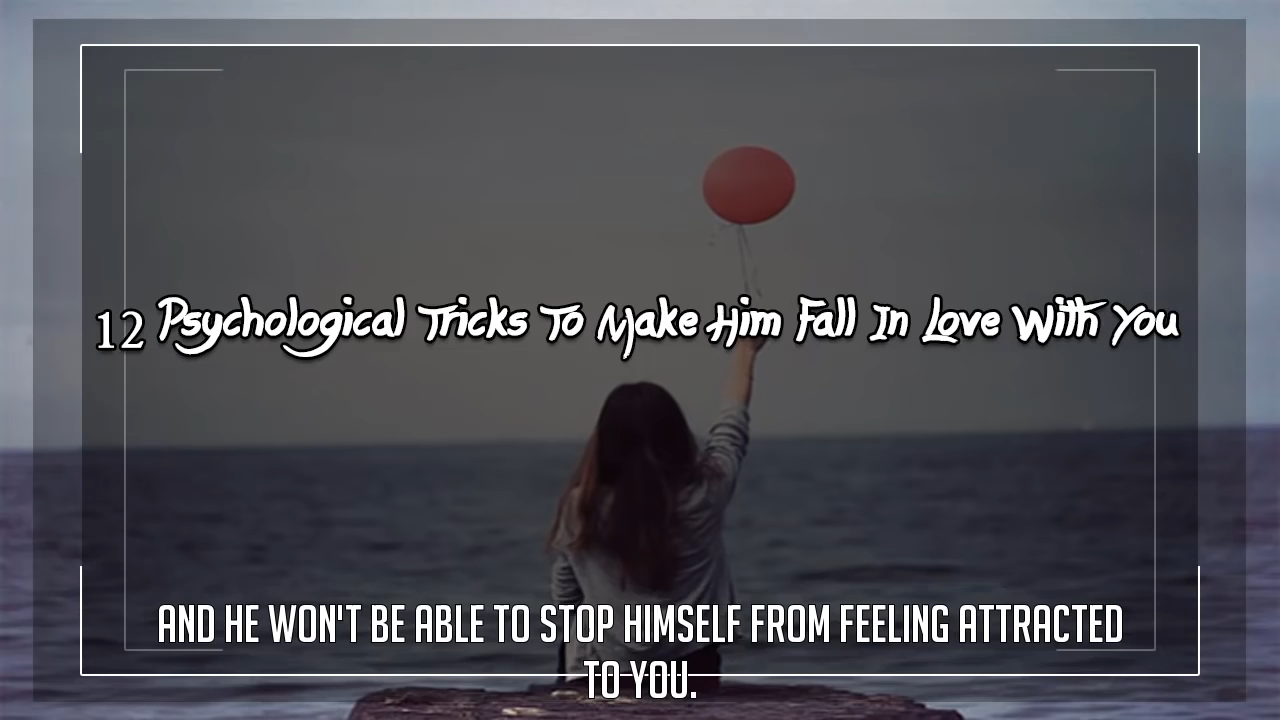 12 Psychological Tricks To Make Him Fall In Love With You
AND HE WON'T BE ABLE TO STOP HIMSELF FROM FEELING ATTRACTED
TO YOU.